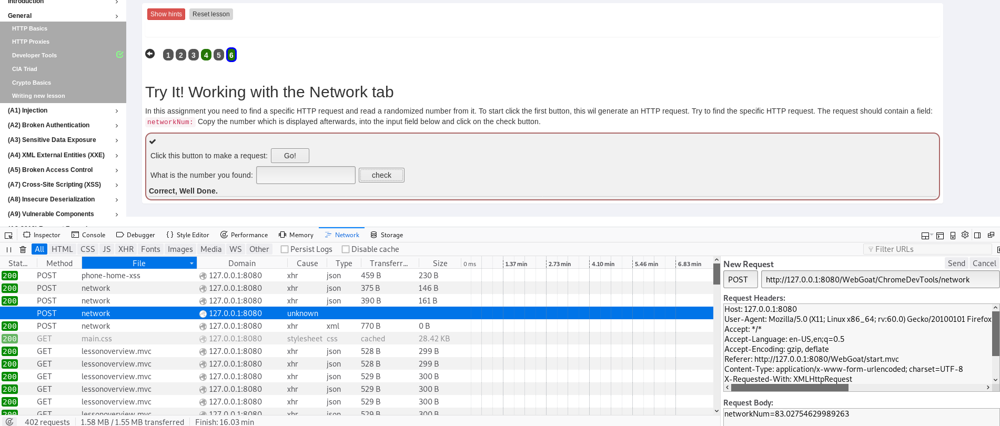 Introduction
General
HTTP Basics
HTTP Proxies
Developer Tools
CIA Triad
Crypto Basics
Writing new lesson
(A1) Injection
(A2) Broken Authentication
(A3) Sensitive Data Exposure
(A4) XML External Entities (XXE)
(A5) Broken Access Control
(A7) Cross-Site Scripting (XSS)
(A8) Insecure Deserialization
(A9) Vulnerable Components
Show hints Reset lesson
1 2 3 4 5 6
Try It! Working with the Network tab
In this assignment you need to find a specific HTTP request and read a randomized number from it. To start click the first button, this wil generate an HTTP request. Try to find the specific HTTP request. The request should contain a field:
networkNum: Copy the number which is displayed afterwards, into the input field below and click on the check button.
Click this button to make a request: Go!
What is the number you found: check
Correct, Well Done.
Inspector Console Debugger Style Editor Performance Memory Network Storage
All HTML CSS JS XHR Fonts Images Media WS Other Persist Logs Disable cache Filter URLs
Stat... Method File Domain Cause Type Transferr... Size 0 ms 1.37 min 2.73 min 4.10 min 5.46 min 6.83 min
200 POST phone-home-xss 127.0.0.1:8080 xhr json 459 B 230 B
200 POST network 127.0.0.1:8080 xhr json 375 B 146 B
200 POST network 127.0.0.1:8080 xhr json 390 B 161 B
POST network 127.0.0.1:8080 unknown
200 POST network 127.0.0.1:8080 xhr xml 770 B 0 B
200 GET main.css 127.0.0.1:8080 stylesheet css cached 28.42 KB
200 GET lessonoverview.mvc 127.0.0.1:8080 xhr json 528 B 299 B
200 GET lessonoverview.mvc 127.0.0.1:8080 xhr json 528 B 299 B
200 GET lessonoverview.mvc 127.0.0.1:8080 xhr json 529 B 300 B
200 GET lessonoverview.mvc 127.0.0.1:8080 xhr json 529 B 300 B
200 GET lessonoverview.mvc 127.0.0.1:8080 xhr json 529 B 300 B
200 GET lessonoverview.mvc 127.0.0.1:8080 xhr json 529 B 300 B
402 requests 1.58 MB / 1.55 MB transferred Finish: 16.03 min
New Request Send Cancel
POST http://127.0.0.1:8080/WebGoat/ChromeDevTools/network
Request Headers:
Host: 127.0.0.1:8080
User-Agent: Mozilla/5.0 (X11; Linux x86_64; rv:60.0) Gecko/20100101 Firefox
Accept: */*
Accept-Language: en-US,en;q=0.5
Accept-Encoding: gzip, deflate
Referer: http://127.0.0.1:8080/WebGoat/start.mvc
Content-Type: application/x-www-form-urlencoded; charset=UTF-8
X-Requested-With: XMLHttpRequest
Request Body:
networkNum=83.02754629989263